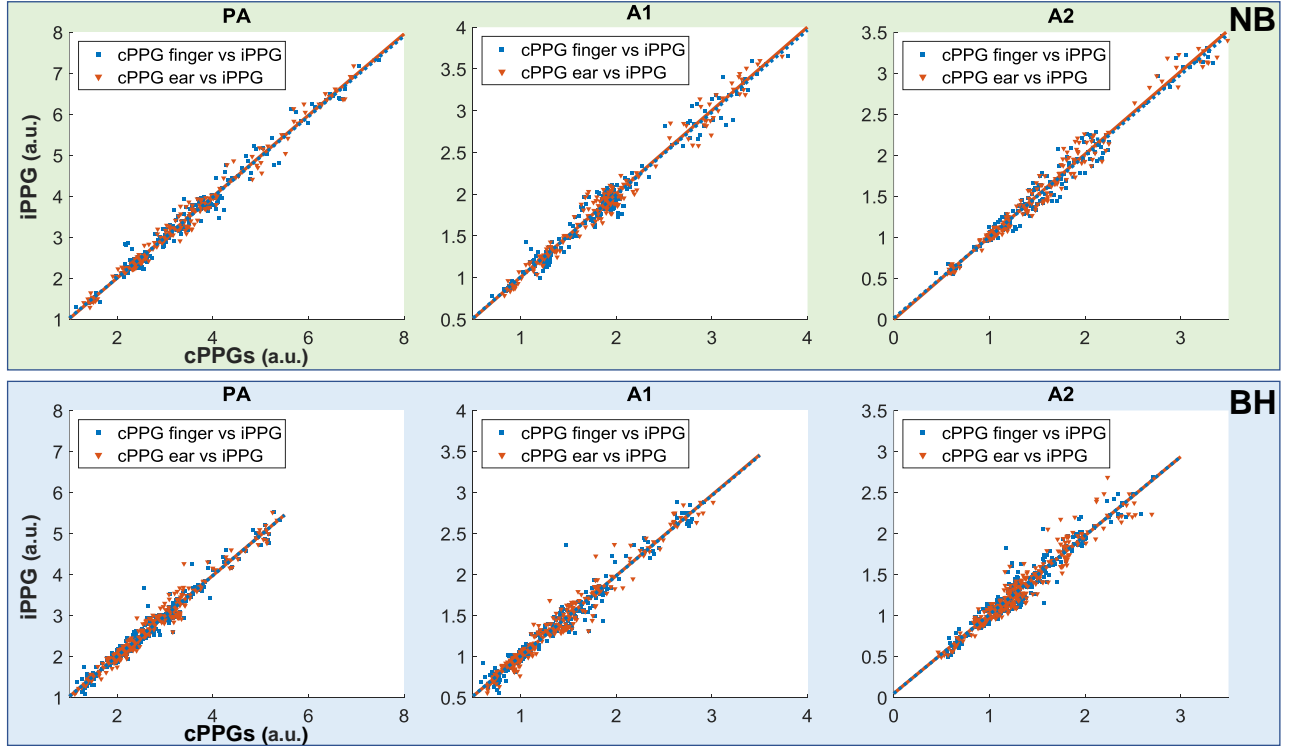 NB
PA
A1
A2
cPPG finger vs iPPG
cPPG ear vs iPPG
cPPG finger vs iPPG
cPPG ear vs iPPG
cPPG finger vs iPPG
cPPG ear vs iPPG
iPPG (a.u.)
8
7
6
5
4
3
2
1
2 4 6 8
cPPGs (a.u.)
4
3.5
3
2.5
2
1.5
1
0.5
1 2 3 4
3.5
3
2.5
2
1.5
1
0.5
0
0 1 2 3
BH
PA
A1
A2
cPPG finger vs iPPG
cPPG ear vs iPPG
cPPG finger vs iPPG
cPPG ear vs iPPG
cPPG finger vs iPPG
cPPG ear vs iPPG
iPPG (a.u.)
8
7
6
5
4
3
2
1
2 4 6 8
cPPGs (a.u.)
4
3.5
3
2.5
2
1.5
1
0.5
1 2 3 4
3.5
3
2.5
2
1.5
1
0.5
0
0 1 2 3